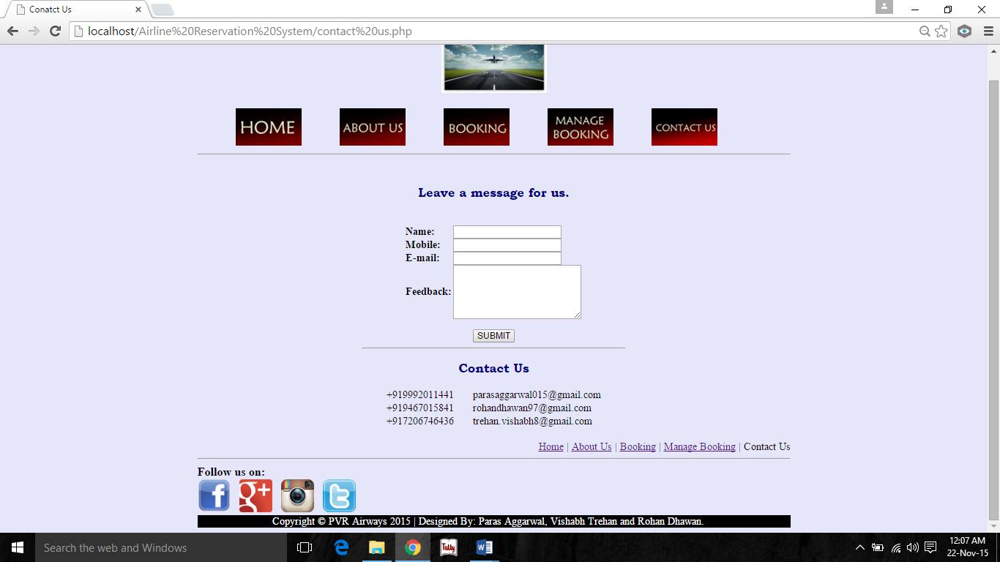 Conatct Us
localhost/Airline%20Reservation%20System/contact%20us.php
HOME
ABOUT US
BOOKING
MANAGE BOOKING
CONTACT US
Leave a message for us.
Name:
Mobile:
E-mail:
Feedback:
SUBMIT
Contact Us
+919992011441 parasaggarwal015@gmail.com
+919467015841 rohandhawan97@gmail.com
+917206746436 trehan.vishabh8@gmail.com
Home | About Us | Booking | Manage Booking | Contact Us
Follow us on:
f g+ t
Copyright © PVR Airways 2015 | Designed By: Paras Aggarwal, Vishabh Trehan and Rohan Dhawan.
Search the web and Windows
Tally
12:07 AM
22-Nov-15